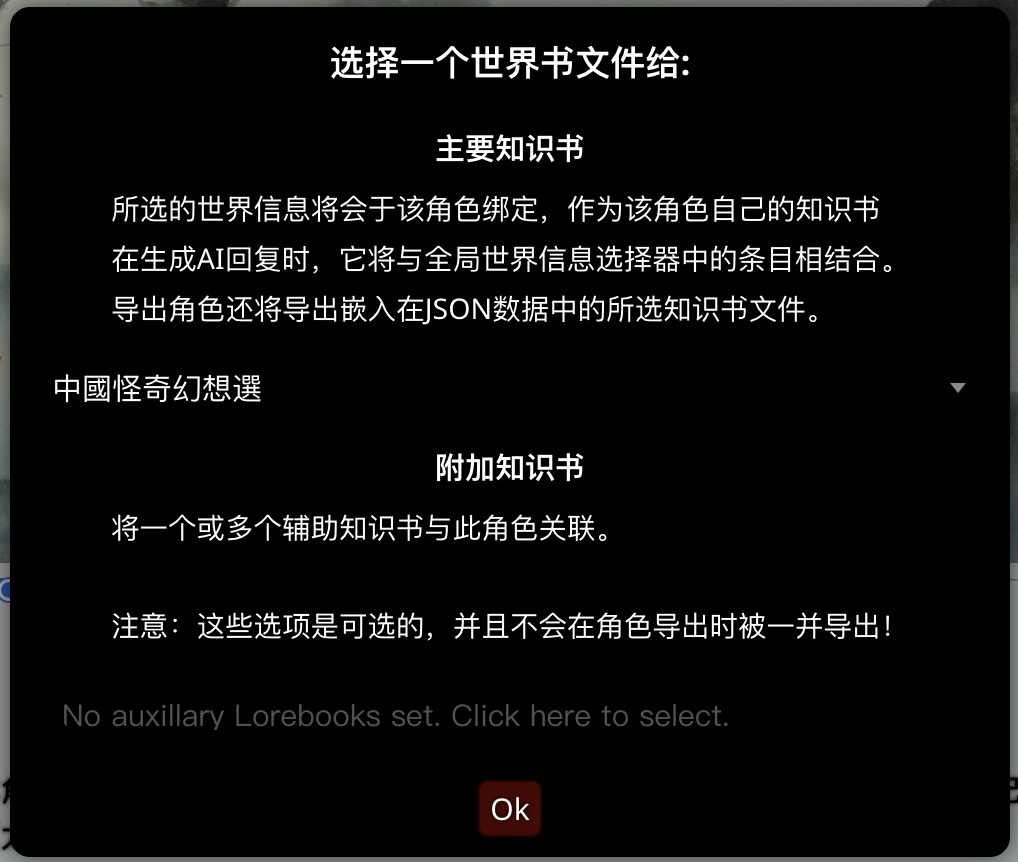 选择一个世界书文件给:
主要知识书
所选的世界信息将会于该角色绑定，作为该角色自己的知识书
在生成AI回复时，它将与全局世界信息选择器中的条目相结合。
导出角色还将导出嵌入在JSON数据中的所选知识书文件。
中國怪奇幻想選
附加知识书
将一个或多个辅助知识书与此角色关联。
注意：这些选项是可选的，并且不会在角色导出时被一并导出！
No auxillary Lorebooks set. Click here to select.
Ok